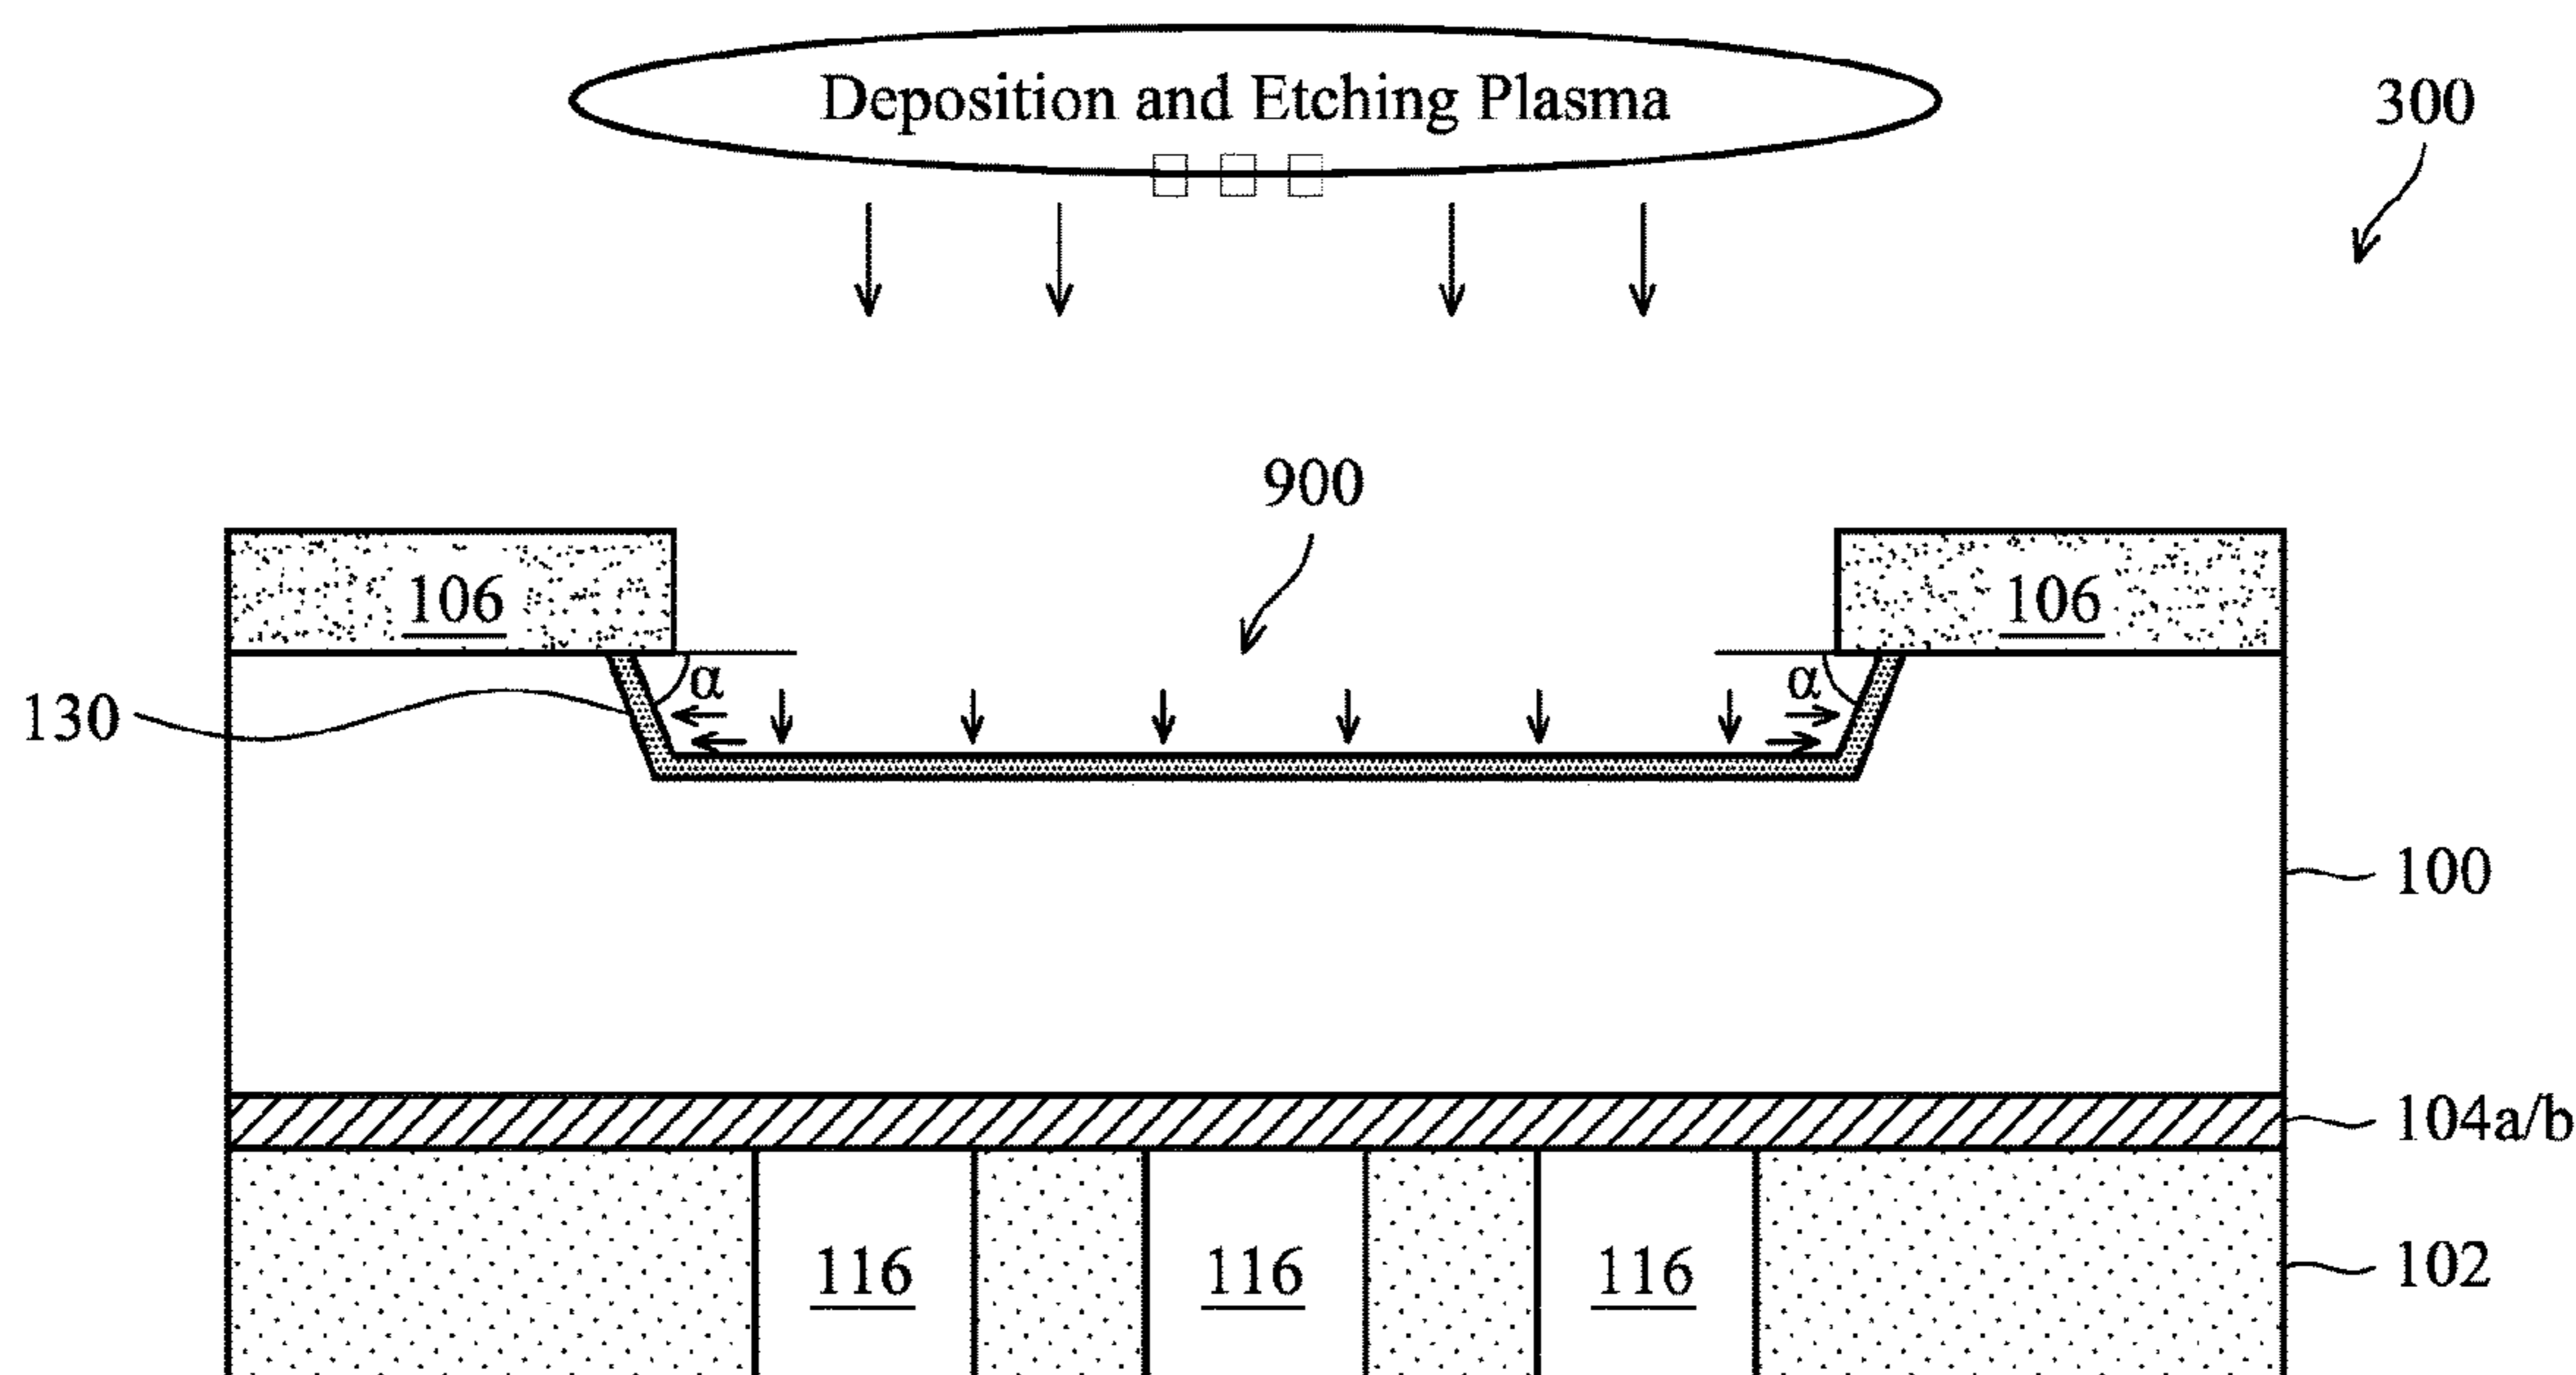 Deposition and Etching Plasma
300
900
106
106
α
α
130
100
104a/b
116
116
116
102